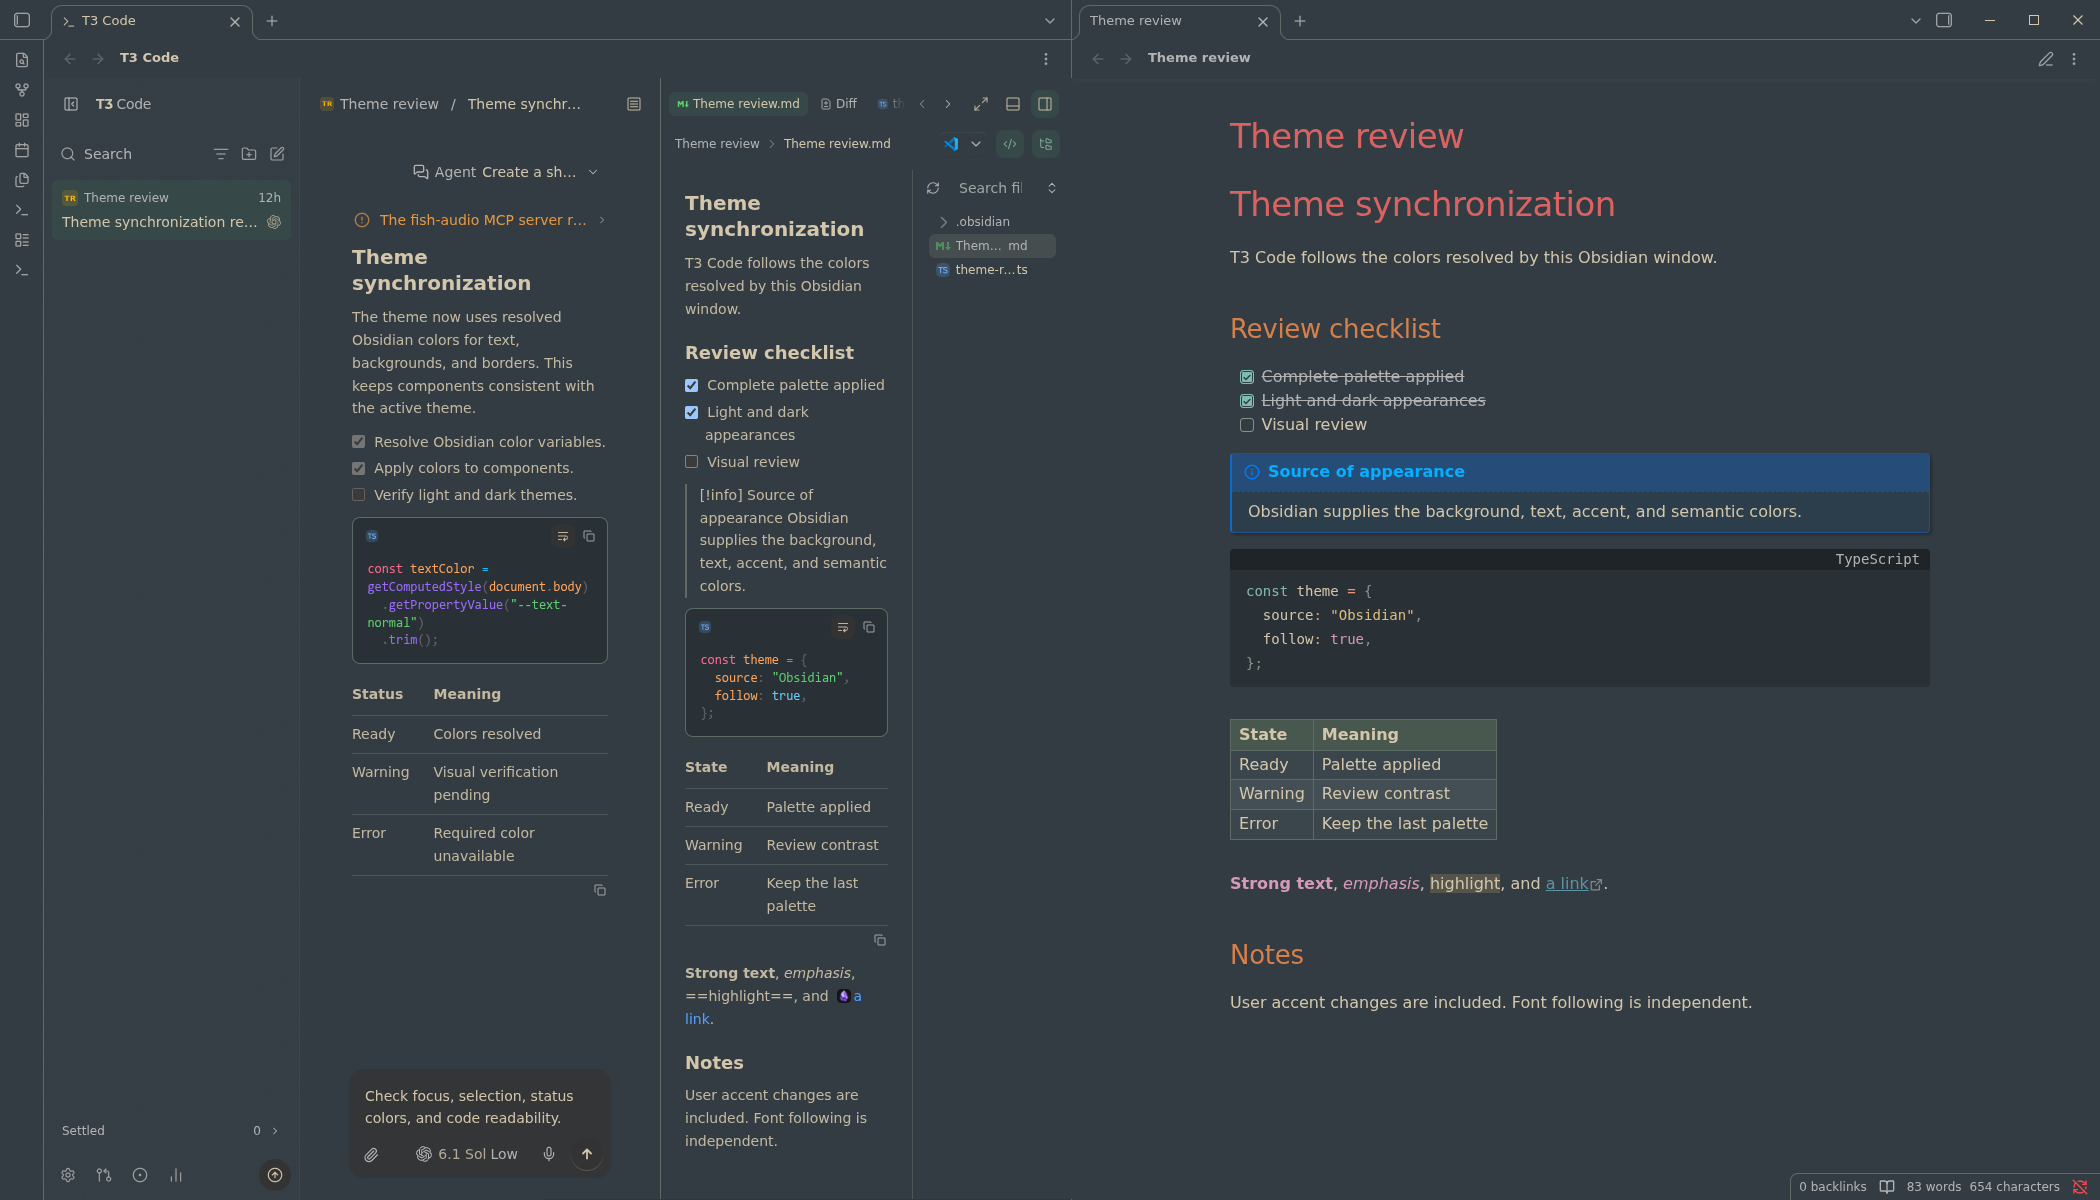 T3 Code
Theme review
T3 Code
Theme review
T3 Code
Search
TR Theme review 12h
Theme synchronization re...
Settled 0
TR Theme review / Theme synchr...
Agent Create a sh...
The fish-audio MCP server r...
Theme
synchronization
The theme now uses resolved
Obsidian colors for text,
backgrounds, and borders. This
keeps components consistent with
the active theme.
Resolve Obsidian color variables.
Apply colors to components.
Verify light and dark themes.
TS
const textColor =
getComputedStyle(document.body)
.getPropertyValue("--text-
normal")
.trim();
Status Meaning
Ready Colors resolved
Warning Visual verification
pending
Error Required color
unavailable
Check focus, selection, status
colors, and code readability.
6.1 Sol Low
M↓ Theme review.md Diff TS th
Theme review > Theme review.md
Theme
synchronization
T3 Code follows the colors
resolved by this Obsidian
window.
Review checklist
Complete palette applied
Light and dark
appearances
Visual review
[!info] Source of
appearance Obsidian
supplies the background,
text, accent, and semantic
colors.
TS
const theme = {
source: "Obsidian",
follow: true,
};
State Meaning
Ready Palette applied
Warning Review contrast
Error Keep the last
palette
Strong text, emphasis,
==highlight==, and a
link.
Notes
User accent changes are
included. Font following is
independent.
Search fil
.obsidian
M↓ Them... md
TS theme-r...ts
Theme review
Theme synchronization
T3 Code follows the colors resolved by this Obsidian window.
Review checklist
Complete palette applied
Light and dark appearances
Visual review
Source of appearance
Obsidian supplies the background, text, accent, and semantic colors.
TypeScript
const theme = {
source: "Obsidian",
follow: true,
};
State Meaning
Ready Palette applied
Warning Review contrast
Error Keep the last palette
Strong text, emphasis, highlight, and a link.
Notes
User accent changes are included. Font following is independent.
0 backlinks 83 words 654 characters